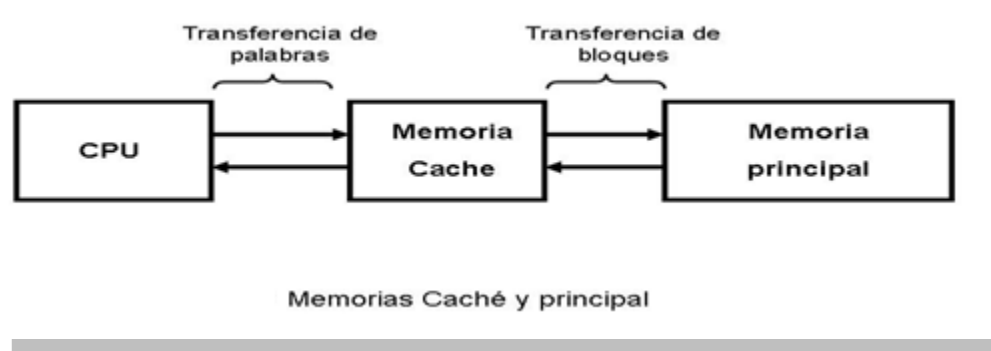 Transferencia de
palabras
Transferencia de
bloques
CPU
Memoria
Cache
Memoria
principal
Memorias Caché y principal